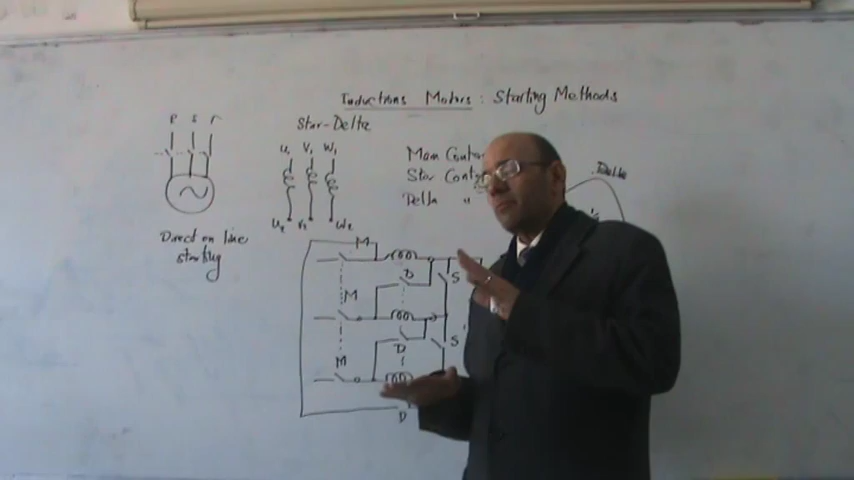 Inductions Motors : Starting Methods
P S r
Star-Delta
U1 V1 W1
Main Conta
Star Conta
Delta "
Delta
U2 V2 W2
Direct on line
starting
M
D
S
M
D
S
M
D